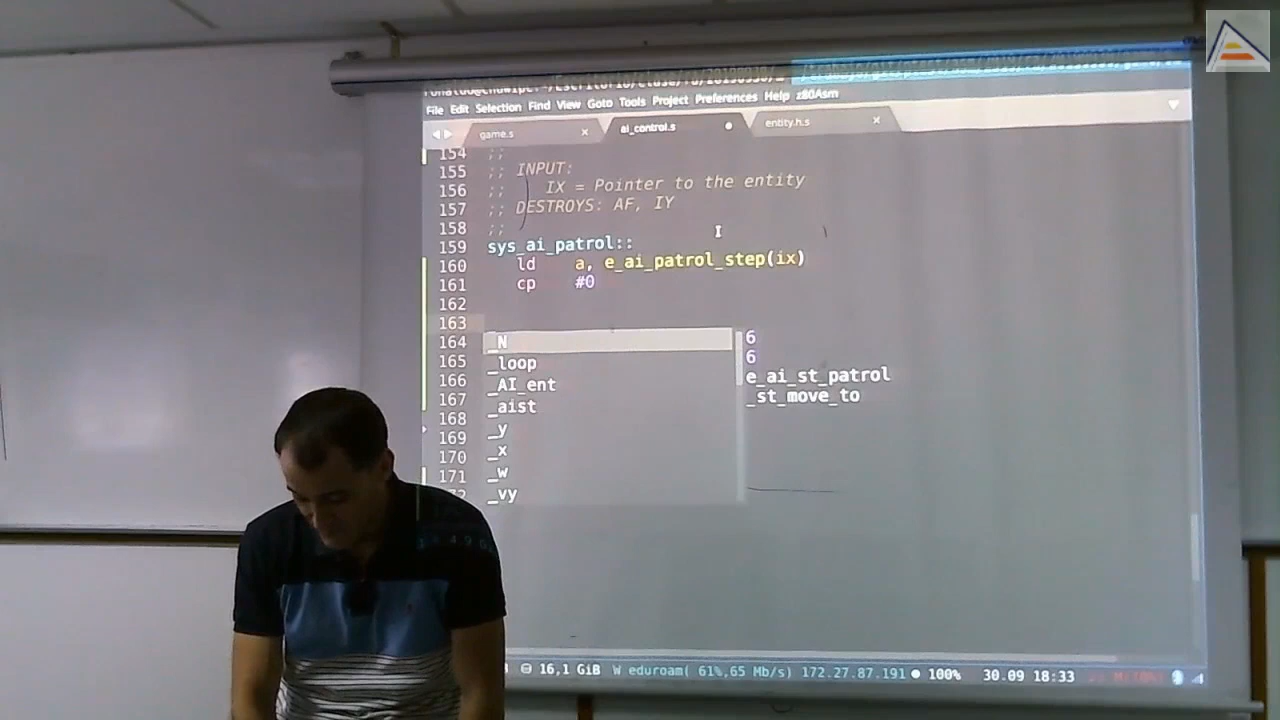 File Edit Selection Find View Goto Tools Project Preferences Help z80Asm
game.s × ai_control.s entity.h.s ×
154 ;;
155 ;; INPUT:
156 ;; IX = Pointer to the entity
157 ;; DESTROYS: AF, IY
158 ;;
159 sys_ai_patrol::
160 ld a, e_ai_patrol_step(ix)
161 cp #0
162
163
164 _N 6
165 _loop 6
166 _AI_ent e_ai_st_patrol
167 _aist _st_move_to
168
169 _y
170 _x
171 _w
_vy
16,1 GiB W eduroam( 61%,65 Mb/s) 172.27.87.191 100% 30.09 18:33